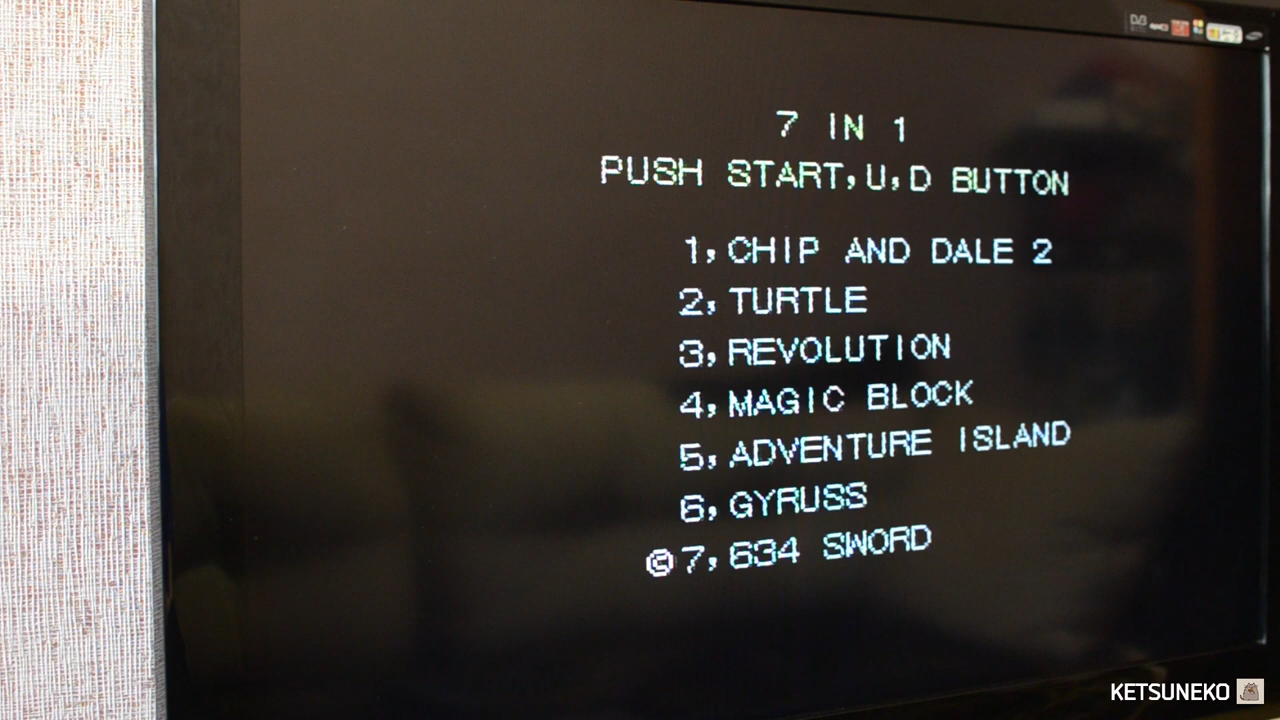 DVB
7 IN 1
PUSH START,U,D BUTTON
1,CHIP AND DALE 2
2,TURTLE
3,REVOLUTION
4,MAGIC BLOCK
5,ADVENTURE ISLAND
6,GYRUSS
©7,634 SWORD
KETSUNEKO